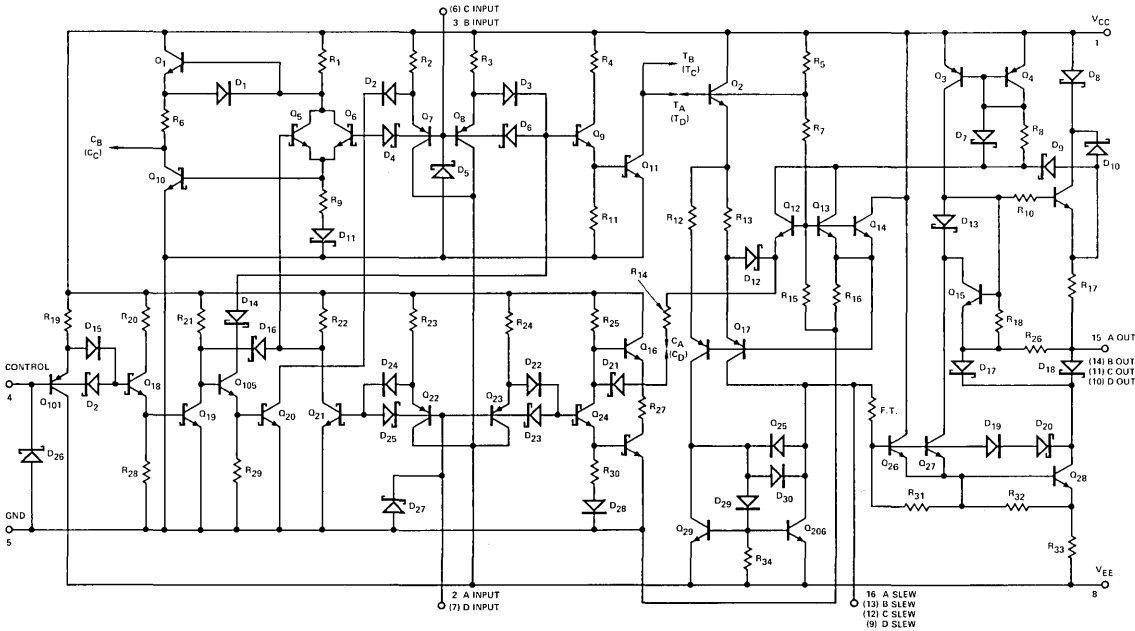 (6) C INPUT
3 B INPUT
VCC
1
Q1
D1
R1
R2
D2
R3
D3
R4
R5
Q2
TB
(TC)
TA
(TD)
Q3
Q4
D8
R6
CB
(CC)
Q5
Q6
Q7
Q8
D4
D5
D6
Q9
Q11
R7
D7
R8
D9
D10
Q10
R9
D11
R11
R12
R13
Q12
Q13
Q14
D12
R10
D13
R14
R15
R16
Q15
R18
R17
R19
D15
R20
R21
D14
D16
R22
R23
R24
R25
Q16
CA
(CD)
Q17
R26
15 A OUT
(14) B OUT
(11) C OUT
(10) D OUT
D17
D18
CONTROL
4
Q101
D2
Q18
Q19
Q105
Q20
Q21
D24
D25
Q22
Q23
D22
D23
D21
Q24
R27
F.T.
D26
R28
R29
D27
R30
D28
Q25
D30
D29
Q26
Q27
D19
D20
Q28
R31
R32
GND
5
Q29
R34
Q206
R33
VEE
8
2 A INPUT
(7) D INPUT
16 A SLEW
(13) B SLEW
(12) C SLEW
(9) D SLEW